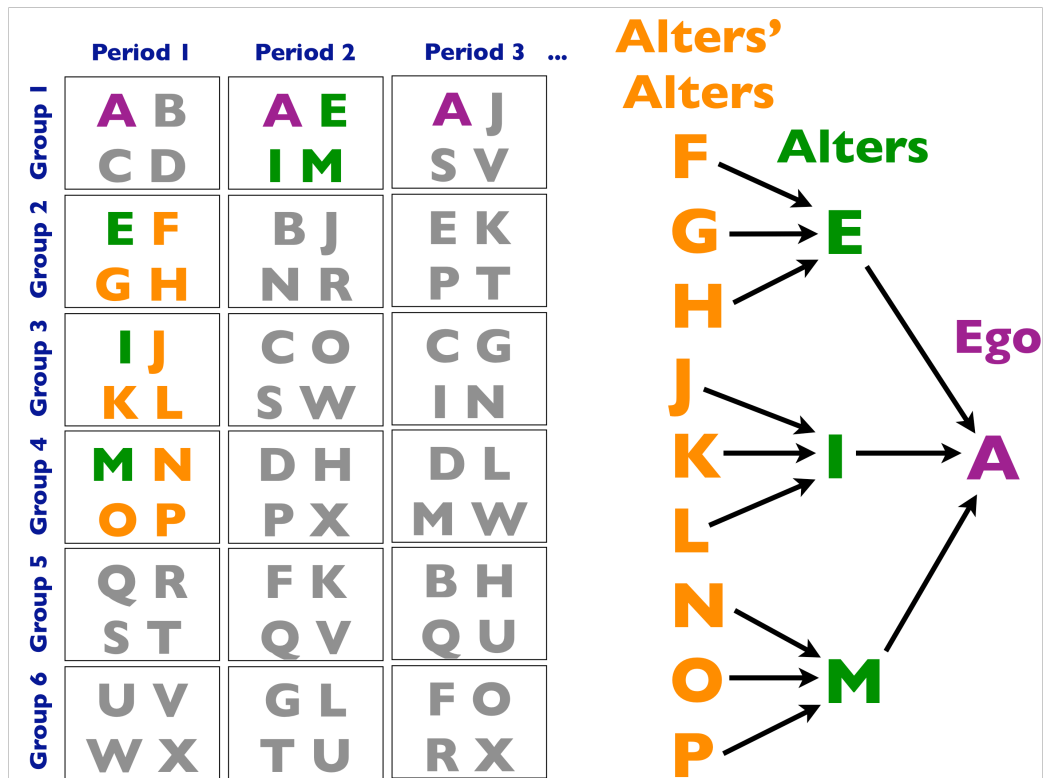 Period 1 Period 2 Period 3 ...
Group 1
A B
C D
A E
I M
A J
S V
Group 2
E F
G H
B J
N R
E K
P T
Group 3
I J
K L
C O
S W
C G
I N
Group 4
M N
O P
D H
P X
D L
M W
Group 5
Q R
S T
F K
Q V
B H
Q U
Group 6
U V
W X
G L
T U
F O
R X
Alters’
Alters
F
G
H
J
K
L
N
O
P
Alters
E
I
M
Ego
A